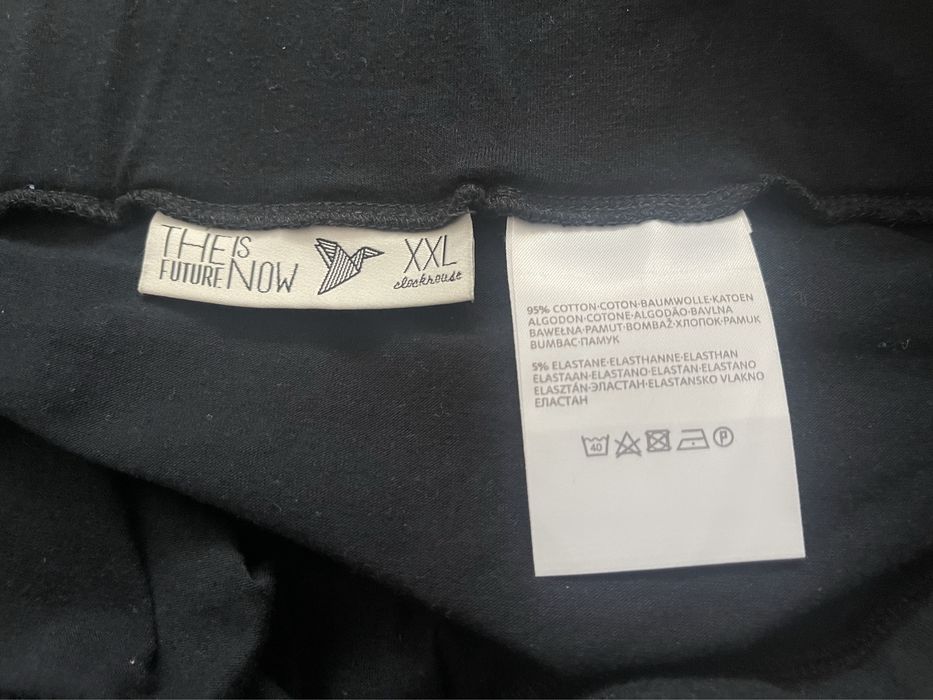 THE IS
FUTURE NOW
XXL
clockhouse
95% COTTON·COTON·BAUMWOLLE·KATOEN
ALGODON·COTONE·ALGODÃO·BAVLNA
BAWEŁNA·PAMUT·BOMBAŽ·ХЛОПОК·PAMUK
BUMBAC·ПАМУК
5% ELASTANE·ELASTHANNE·ELASTHAN
ELASTAAN·ELASTANO·ELASTAN·ELASTANO
ELASZTÁN·ЭЛАСТАН·ELASTANSKO VLAKNO
ЕЛАСТАН
40
P